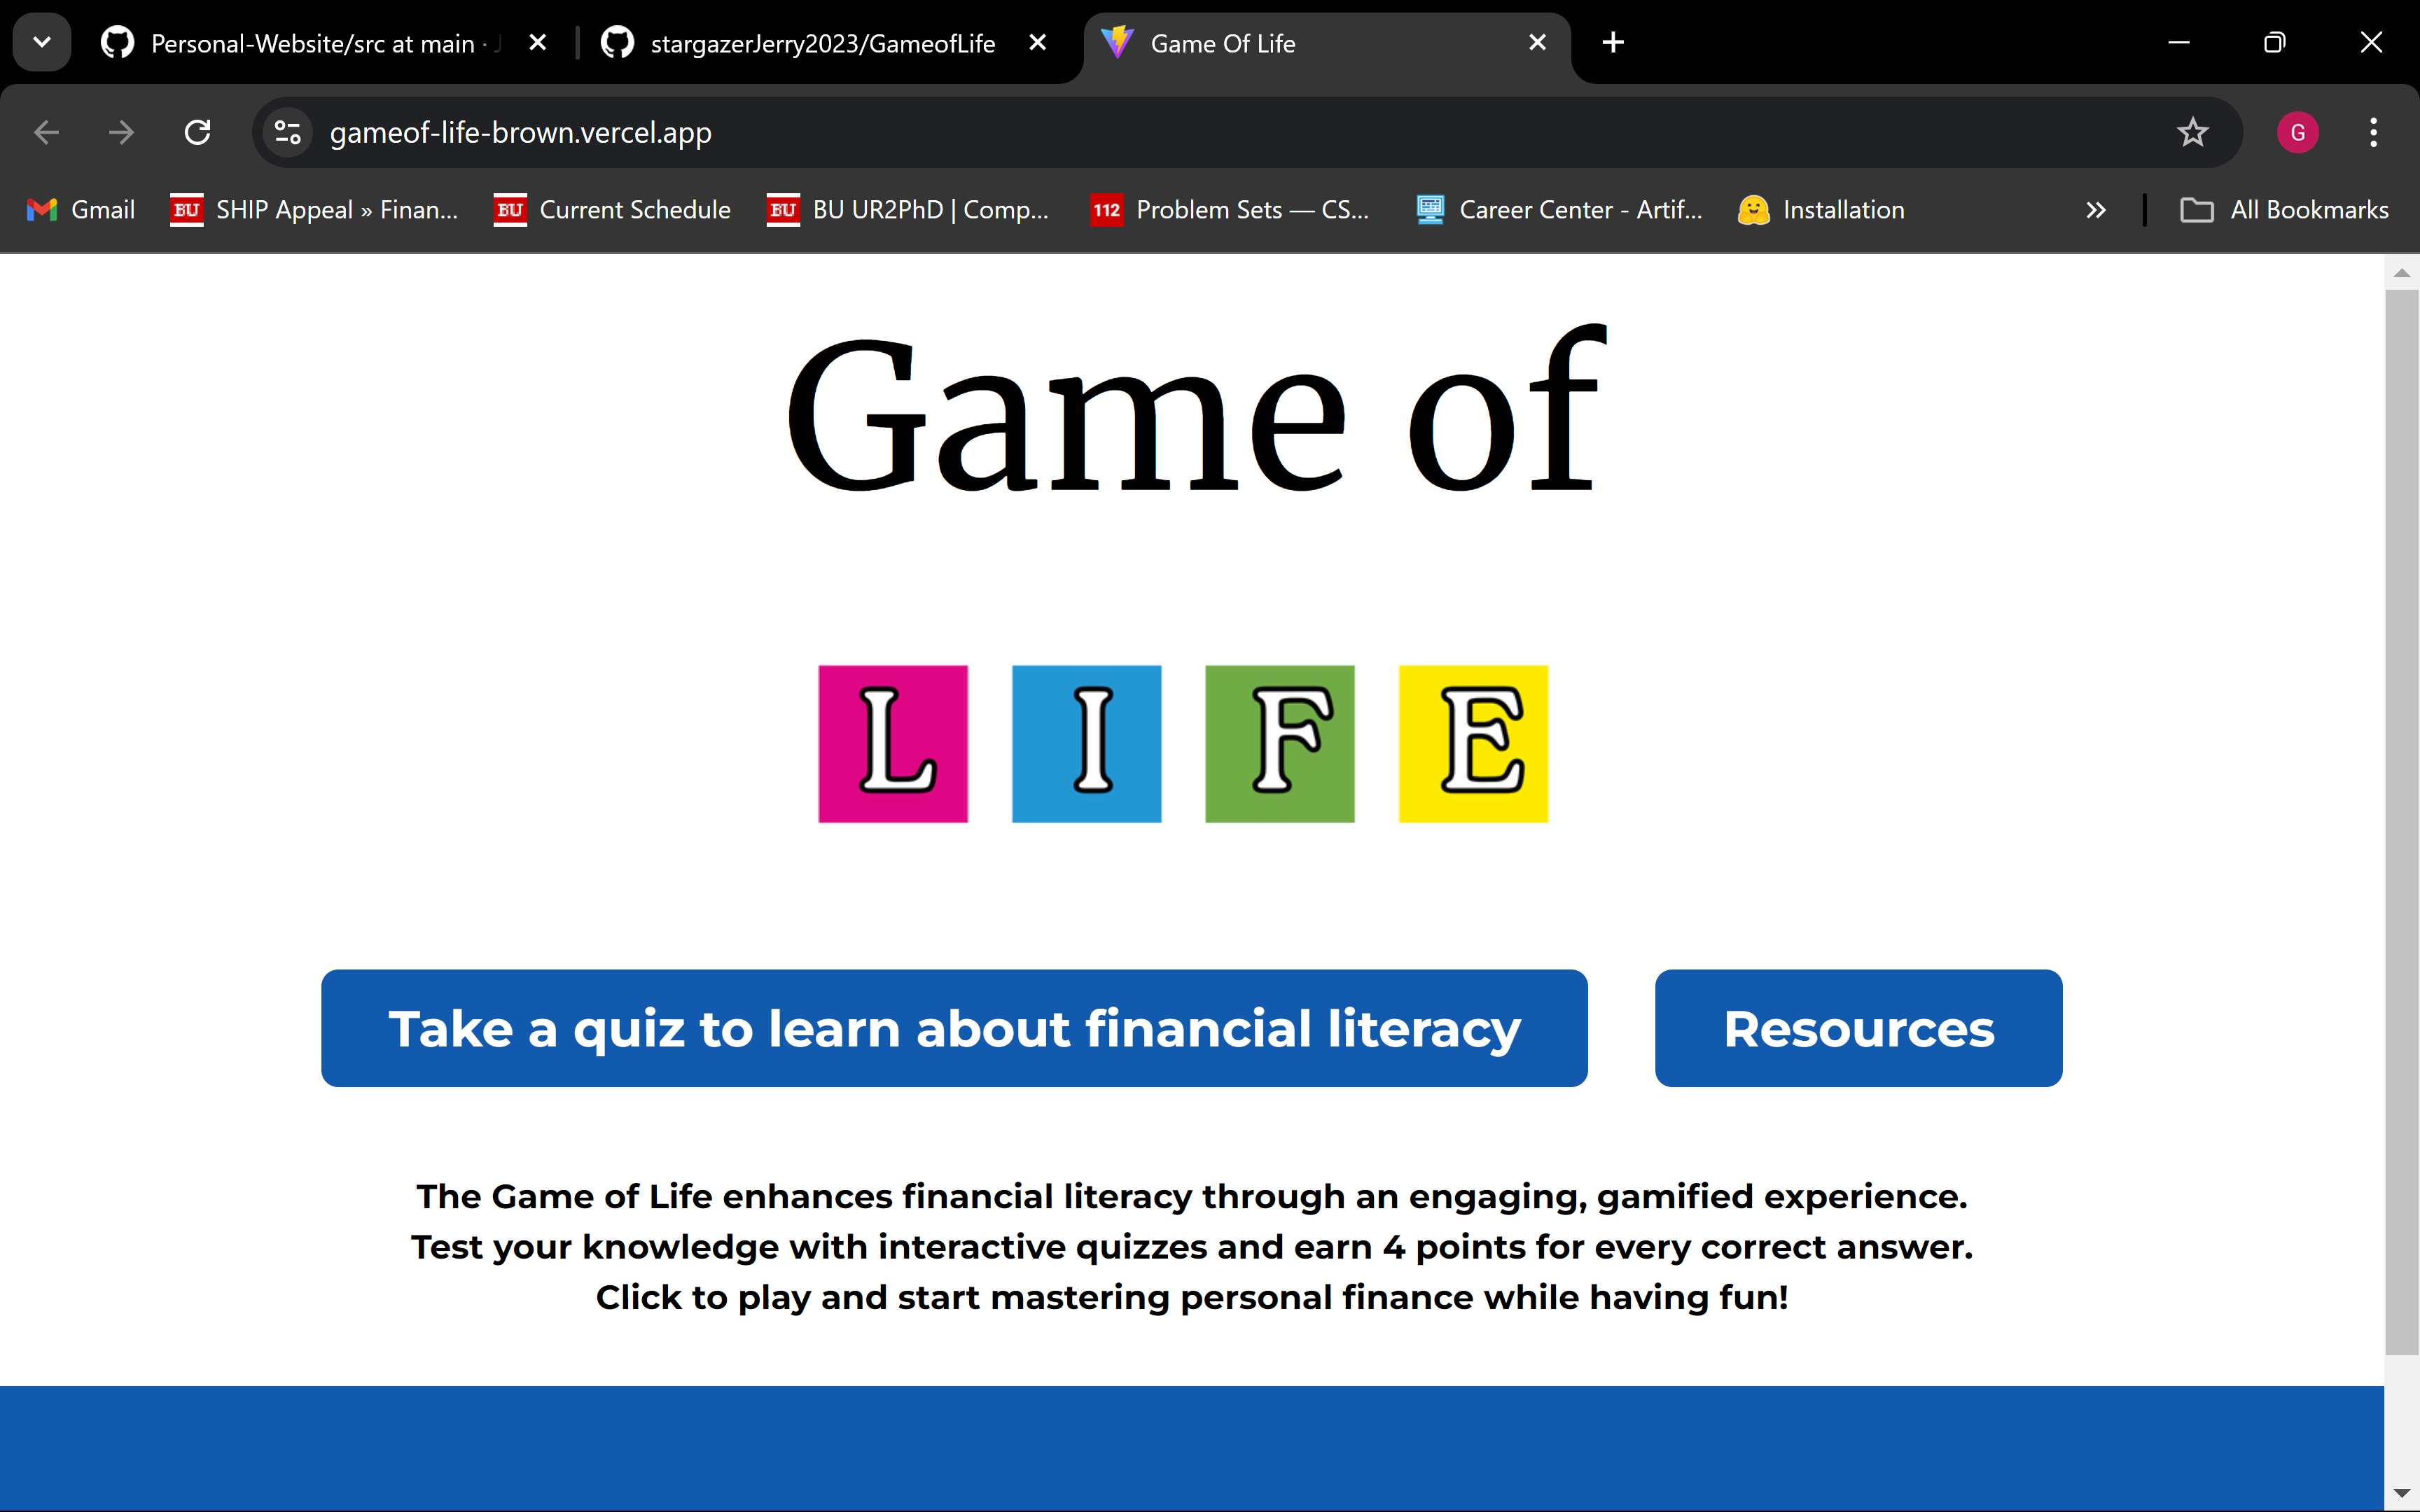 Personal-Website/src at main ·
stargazerJerry2023/GameofLife
Game Of Life
gameof-life-brown.vercel.app
G
Gmail
BU SHIP Appeal » Finan...
BU Current Schedule
BU BU UR2PhD | Comp...
112 Problem Sets — CS...
Career Center - Artif...
Installation
All Bookmarks
Game of
L I F E
Take a quiz to learn about financial literacy
Resources
The Game of Life enhances financial literacy through an engaging, gamified experience.
Test your knowledge with interactive quizzes and earn 4 points for every correct answer.
Click to play and start mastering personal finance while having fun!